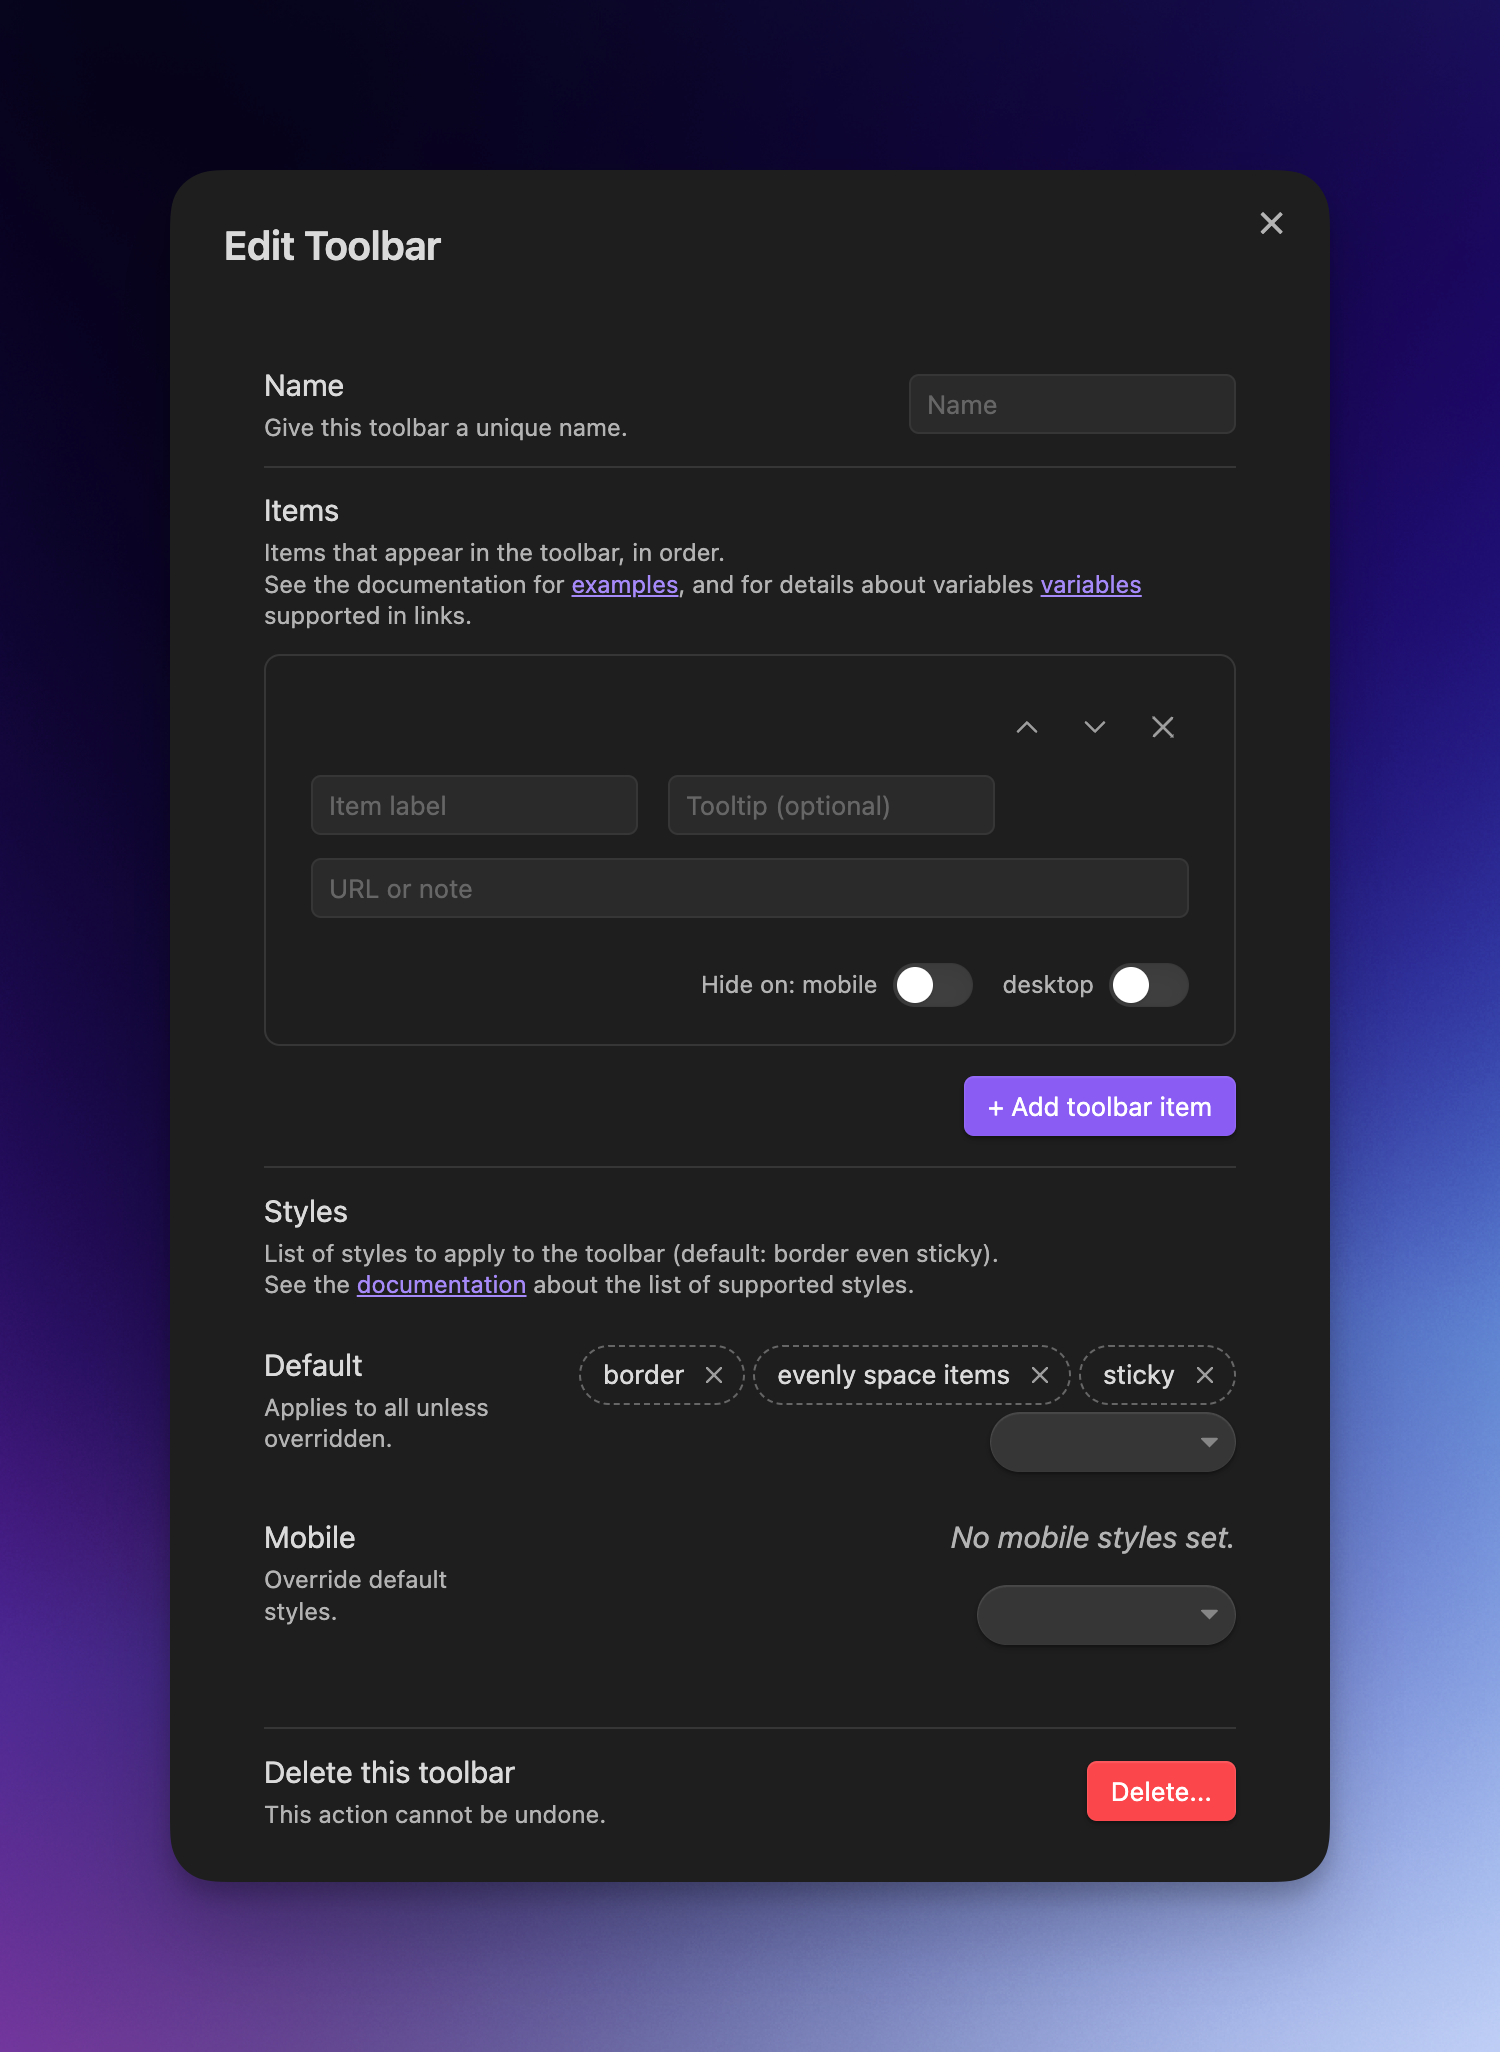 Edit Toolbar
Name
Give this toolbar a unique name.
Name
Items
Items that appear in the toolbar, in order.
See the documentation for examples, and for details about variables variables
supported in links.
Item label
Tooltip (optional)
URL or note
Hide on: mobile
desktop
+ Add toolbar item
Styles
List of styles to apply to the toolbar (default: border even sticky).
See the documentation about the list of supported styles.
Default
Applies to all unless
overridden.
border
evenly space items
sticky
Mobile
Override default
styles.
No mobile styles set.
Delete this toolbar
This action cannot be undone.
Delete...